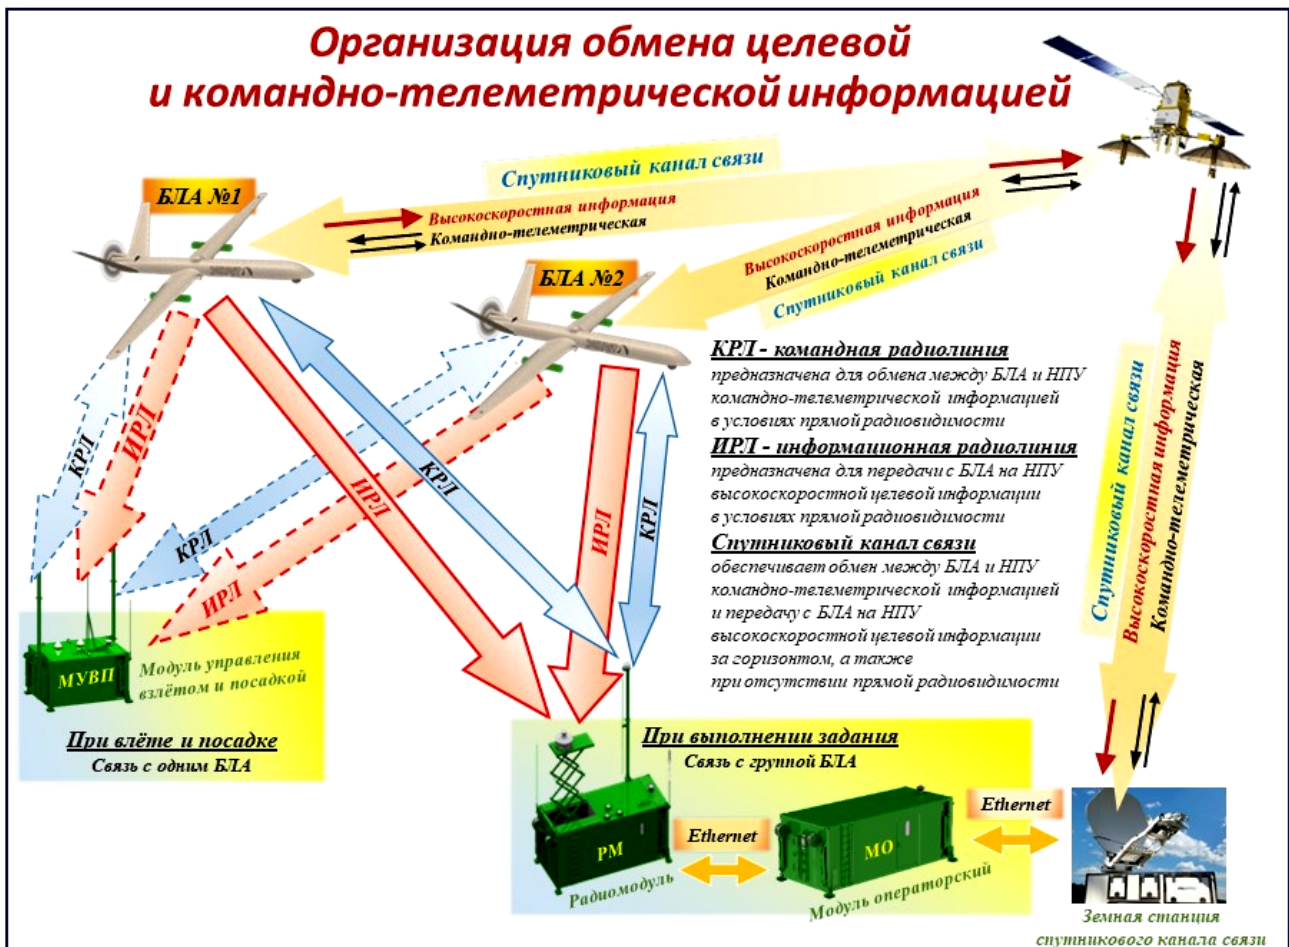 Организация обмена целевой
и командно-телеметрической информацией
Спутниковый канал связи
БЛА №1
Высокоскоростная информация
Командно-телеметрическая
БЛА №2
Высокоскоростная информация
Командно-телеметрическая
Спутниковый канал связи
КРЛ - командная радиолиния
предназначена для обмена между БЛА и НПУ
командно-телеметрической информацией
в условиях прямой радиовидимости
ИРЛ - информационная радиолиния
предназначена для передачи с БЛА на НПУ
высокоскоростной целевой информации
в условиях прямой радиовидимости
Спутниковый канал связи
обеспечивает обмен между БЛА и НПУ
командно-телеметрической информацией
и передачу с БЛА на НПУ
высокоскоростной целевой информации
за горизонтом, а также
при отсутствии прямой радиовидимости
Спутниковый канал связи
Высокоскоростная информация
Командно-телеметрическая
КРЛ
ИРЛ
КРЛ
ИРЛ
ИРЛ
КРЛ
ИРЛ
КРЛ
МУВП
Модуль управления
взлётом и посадкой
При влёте и посадке
Связь с одним БЛА
При выполнении задания
Связь с группой БЛА
РМ
Радиомодуль
Ethernet
МО
Модуль операторский
Ethernet
Земная станция
спутникового канала связи